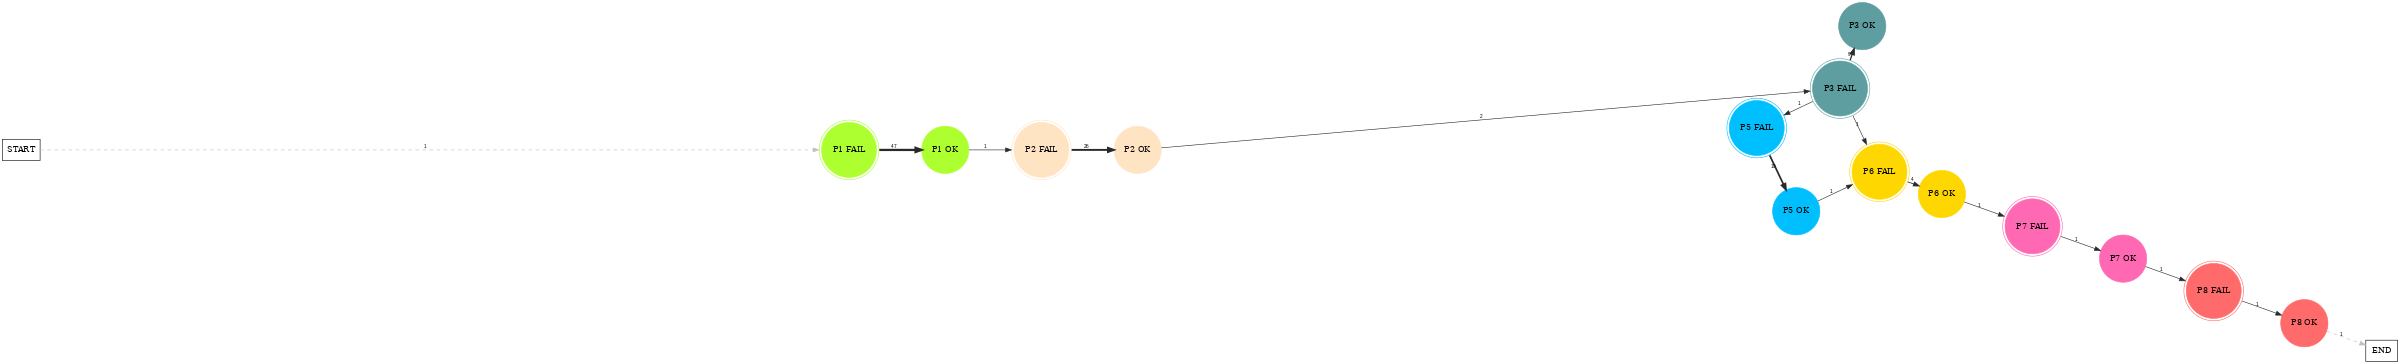 START
1
P1 FAIL
47
P1 OK
1
P2 FAIL
26
P2 OK
2
P3 FAIL
P3 OK
1
P5 FAIL
P5 OK
1
1
P6 FAIL
4
P6 OK
1
P7 FAIL
1
P7 OK
1
P8 FAIL
1
P8 OK
1
END